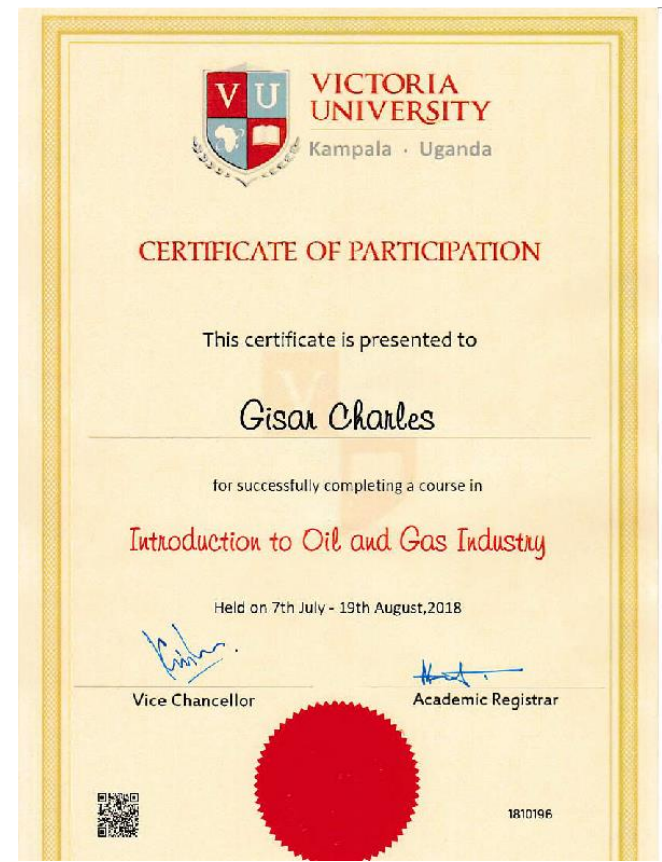 V U
VICTORIA
UNIVERSITY
Kampala · Uganda
CERTIFICATE OF PARTICIPATION
This certificate is presented to
Gisar Charles
for successfully completing a course in
Introduction to Oil and Gas Industry
Held on 7th July - 19th August,2018
Vice Chancellor
Academic Registrar
1810196